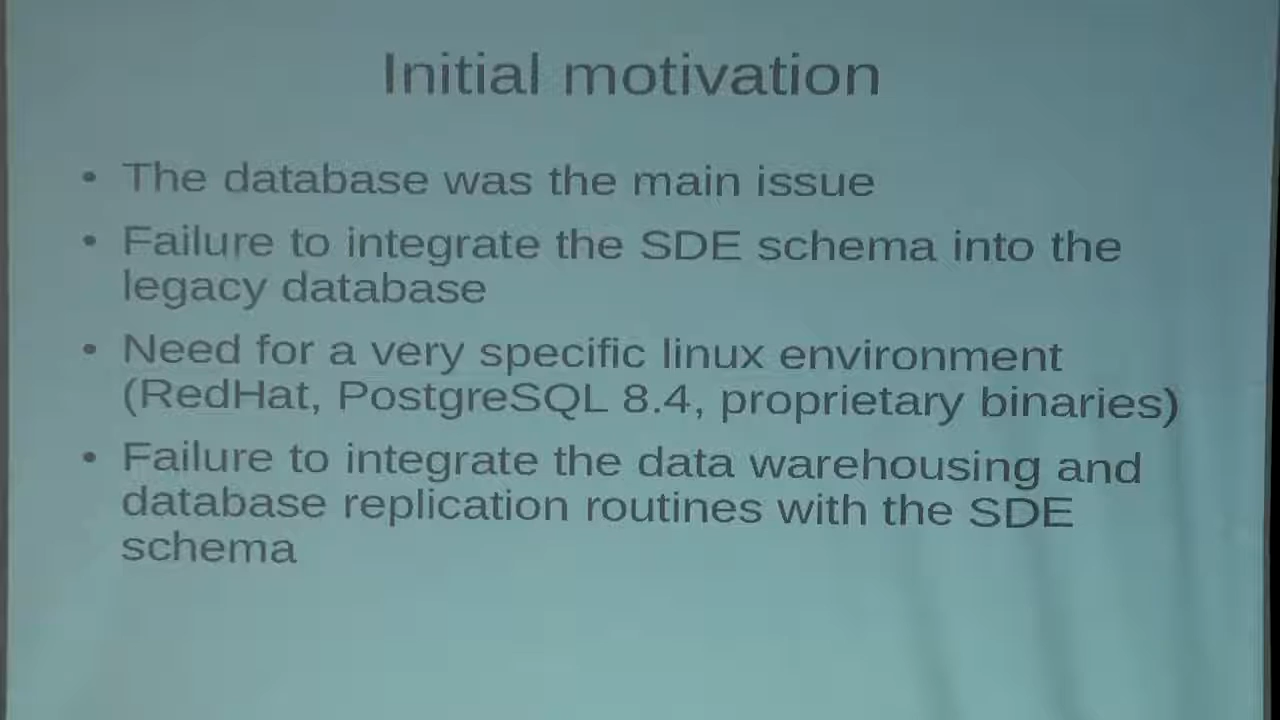 Initial motivation
• The database was the main issue
• Failure to integrate the SDE schema into the
legacy database
• Need for a very specific linux environment
(RedHat, PostgreSQL 8.4, proprietary binaries)
• Failure to integrate the data warehousing and
database replication routines with the SDE
schema